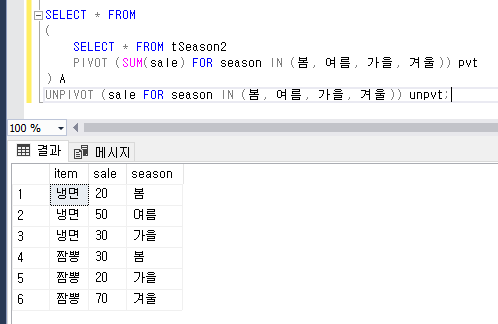 SELECT * FROM
(
SELECT * FROM tSeason2
PIVOT (SUM(sale) FOR season IN (봄, 여름, 가을, 겨울)) pvt
) A
UNPIVOT (sale FOR season IN (봄, 여름, 가을, 겨울)) unpvt;
100 %
결과 메시지
item sale season
1 냉면 20 봄
2 냉면 50 여름
3 냉면 30 가을
4 짬뽕 30 봄
5 짬뽕 20 가을
6 짬뽕 70 겨울